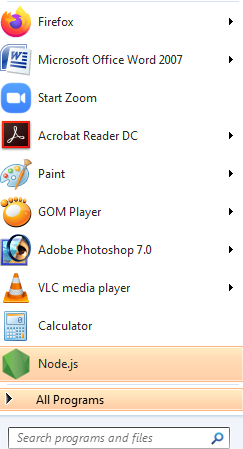 Firefox
Microsoft Office Word 2007
Start Zoom
Acrobat Reader DC
Paint
GOM Player
Adobe Photoshop 7.0
VLC media player
Calculator
Node.js
All Programs
Search programs and files